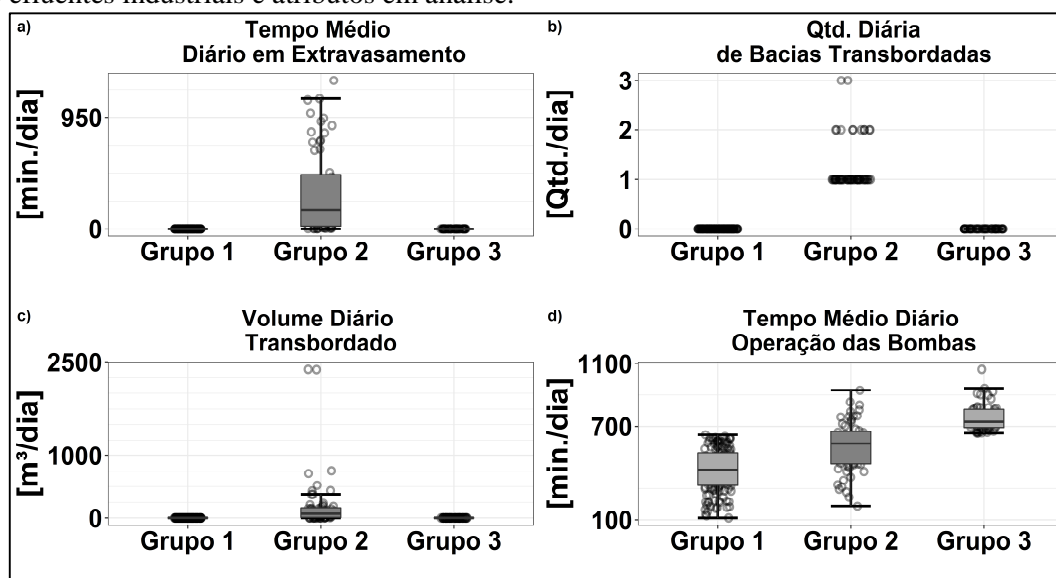 efluentes industriais e atributos em análise.
a)
Tempo Médio
Diário em Extravasamento
[min./dia]
950
0
Grupo 1 Grupo 2 Grupo 3
b)
Qtd. Diária
de Bacias Transbordadas
[Qtd./dia]
3
2
1
0
Grupo 1 Grupo 2 Grupo 3
c)
Volume Diário
Transbordado
[m³/dia]
2500
1000
0
Grupo 1 Grupo 2 Grupo 3
d)
Tempo Médio Diário
Operação das Bombas
[min./dia]
1100
700
100
Grupo 1 Grupo 2 Grupo 3